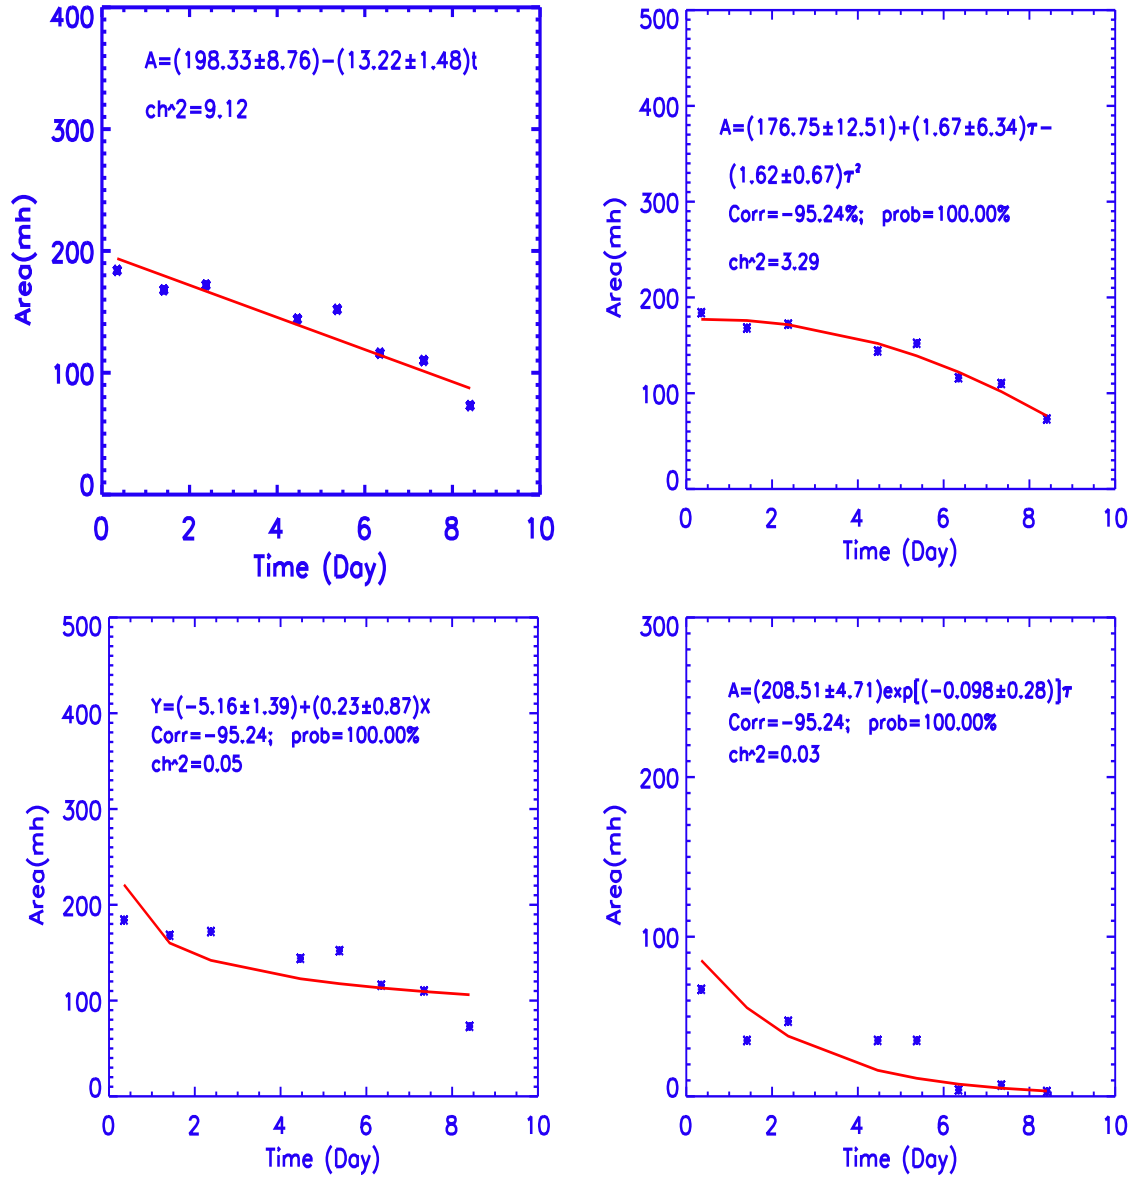 400
300
200
100
0
A=(198.33±8.76)−(13.22±1.48)t
ch^2=9.12
Area(mh)
0 2 4 6 8 10
Time (Day)
500
400
300
200
100
0
A=(176.75±12.51)+(1.67±6.34)τ−
(1.62±0.67)τ²
Corr=−95.24%; prob=100.00%
ch^2=3.29
Area(mh)
0 2 4 6 8 10
Time (Day)
500
400
300
200
100
0
Y=(−5.16±1.39)+(0.23±0.87)X
Corr=−95.24; prob=100.00%
ch^2=0.05
Area(mh)
0 2 4 6 8 10
Time (Day)
300
200
100
0
A=(208.51±4.71)exp[(−0.098±0.28)]τ
Corr=−95.24; prob=100.00%
ch^2=0.03
Area(mh)
0 2 4 6 8 10
Time (Day)